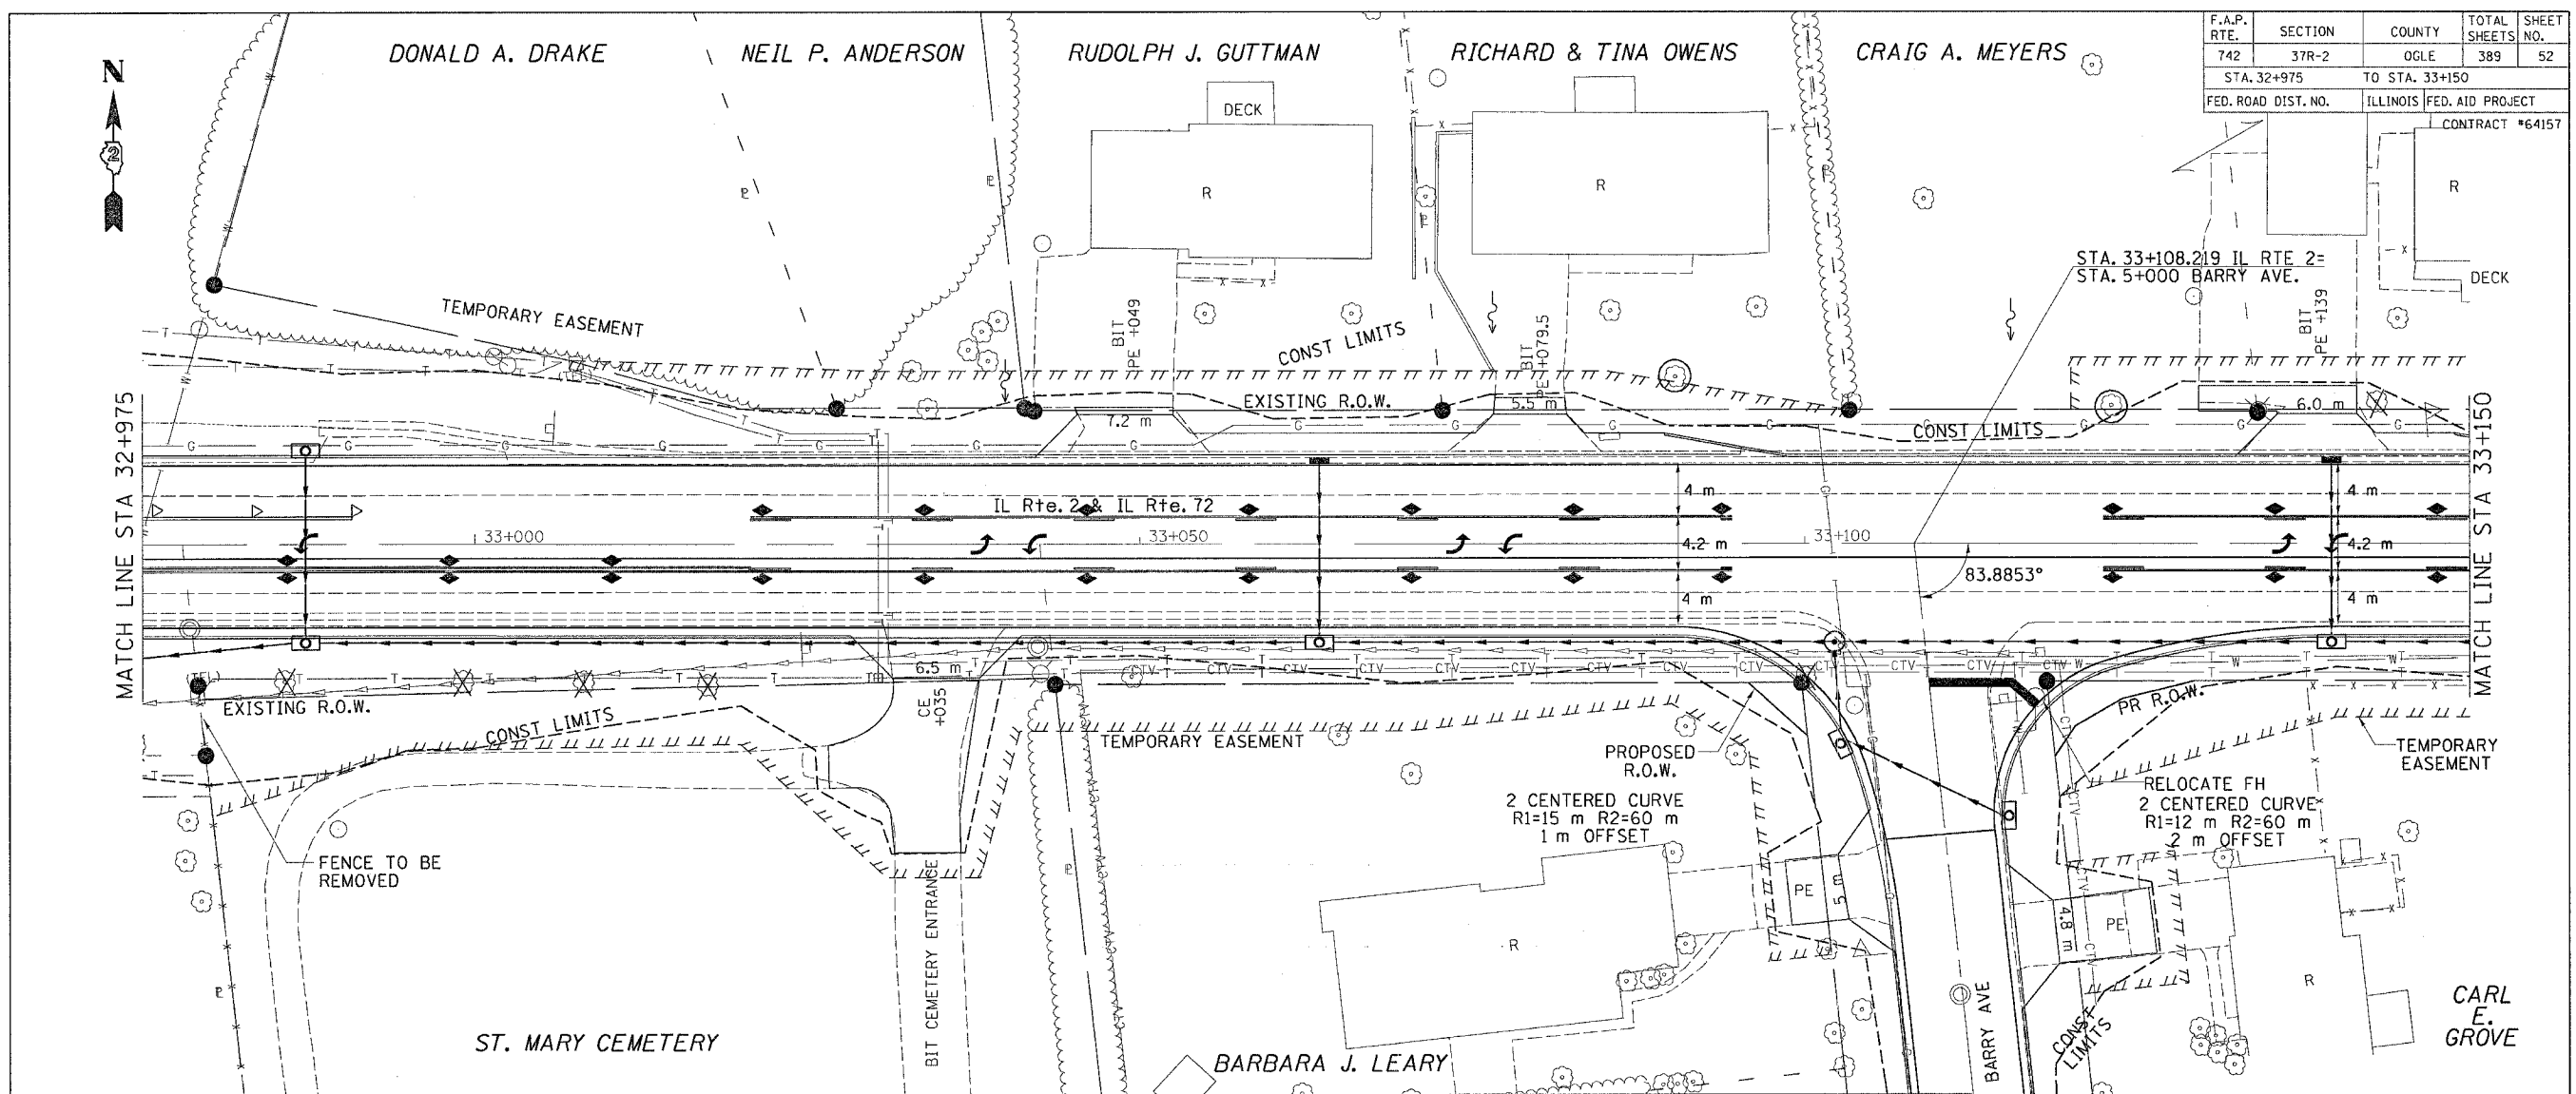 F.A.P. RTE. SECTION COUNTY TOTAL SHEETS SHEET NO.
742 37R-2 OGLE 389 52
STA. 32+975 TO STA. 33+150
FED. ROAD DIST. NO. ILLINOIS FED. AID PROJECT
CONTRACT #64157
N
2
DONALD A. DRAKE
NEIL P. ANDERSON
RUDOLPH J. GUTTMAN
RICHARD & TINA OWENS
CRAIG A. MEYERS
DECK
R
R
R
DECK
STA. 33+108.219 IL RTE 2=
STA. 5+000 BARRY AVE.
TEMPORARY EASEMENT
BIT
PE +049
CONST LIMITS
BIT
PE +079.5
BIT
PE +139
EXISTING R.O.W.
7.2 m
5.5 m
6.0 m
CONST LIMITS
MATCH LINE STA 32+975
MATCH LINE STA 33+150
IL Rte. 2 & IL Rte. 72
33+000
33+050
33+100
4 m
4.2 m
4 m
4 m
4.2 m
4 m
83.8853°
6.5 m
CE
+035
EXISTING R.O.W.
CONST LIMITS
TEMPORARY EASEMENT
PROPOSED
R.O.W.
PR R.O.W.
TEMPORARY
EASEMENT
RELOCATE FH
2 CENTERED CURVE
R1=15 m R2=60 m
1 m OFFSET
2 CENTERED CURVE
R1=12 m R2=60 m
2 m OFFSET
FENCE TO BE
REMOVED
BIT CEMETERY ENTRANCE
PE
5 m
4.8 m
PE
R
R
BARRY AVE
CONST
LIMITS
ST. MARY CEMETERY
BARBARA J. LEARY
CARL
E.
GROVE